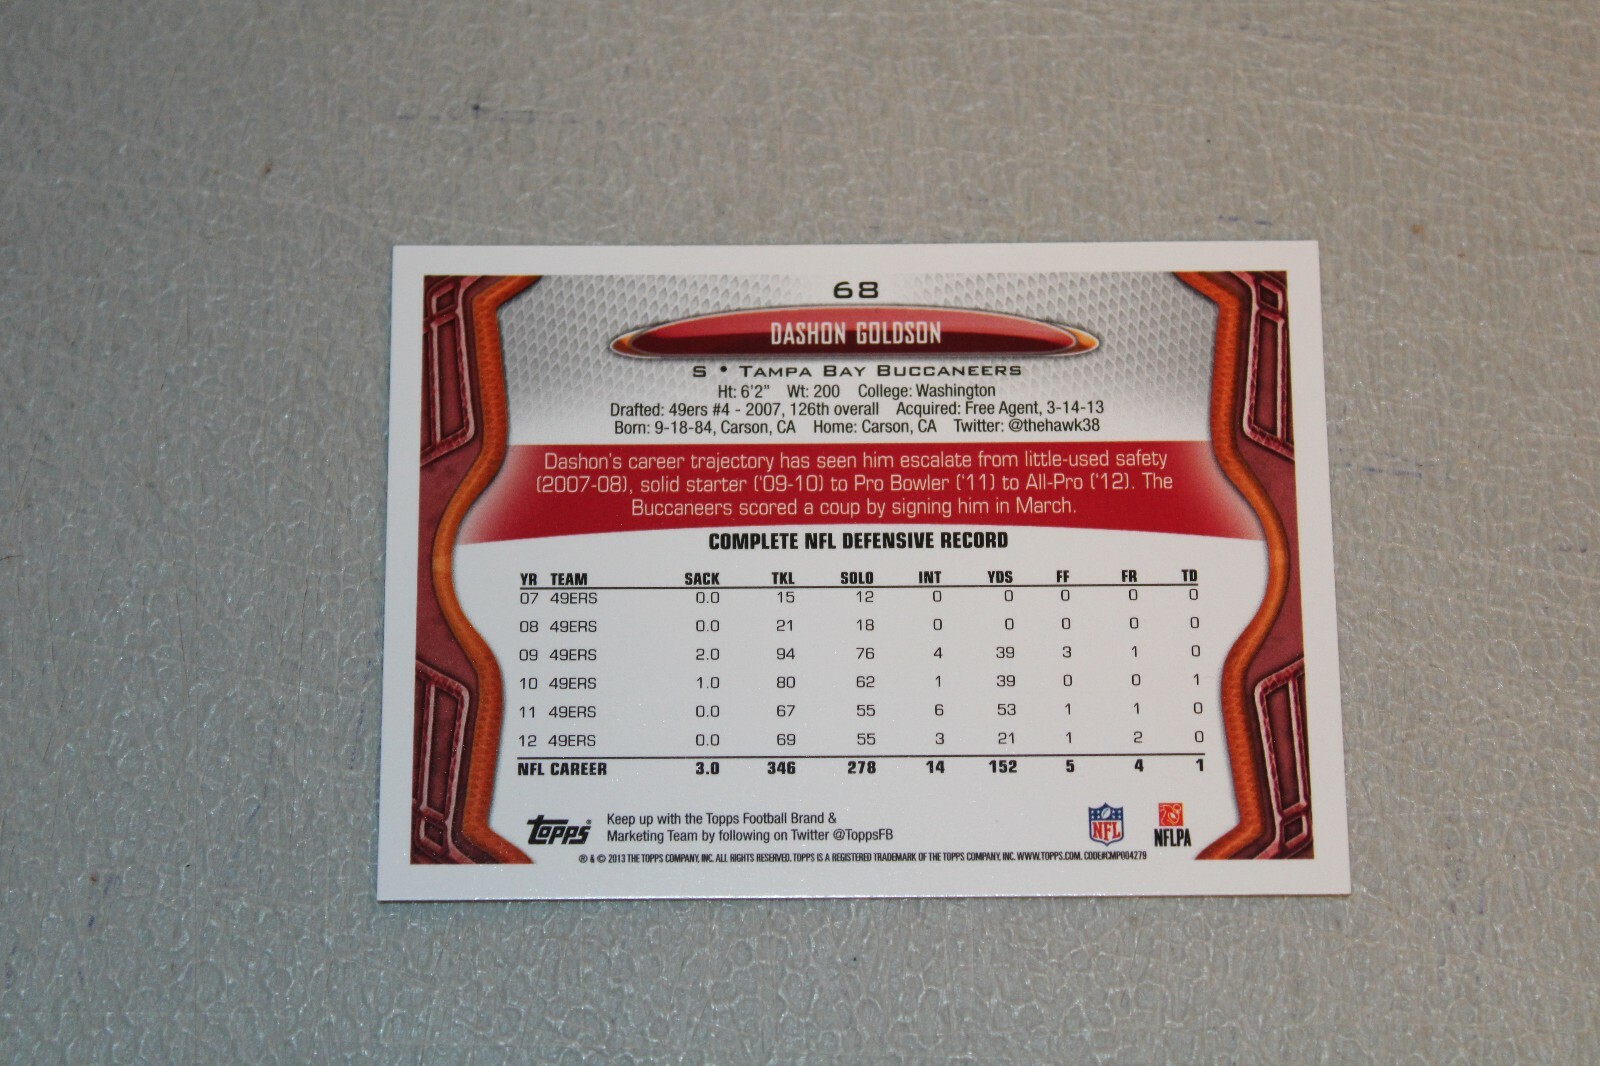 68
DASHON GOLDSON
S • TAMPA BAY BUCCANEERS
Ht: 6'2" Wt: 200 College: Washington
Drafted: 49ers #4 - 2007, 126th overall Acquired: Free Agent, 3-14-13
Born: 9-18-84, Carson, CA Home: Carson, CA Twitter: @thehawk38
Dashon's career trajectory has seen him escalate from little-used safety
(2007-08), solid starter ('09-10) to Pro Bowler ('11) to All-Pro ('12). The
Buccaneers scored a coup by signing him in March.
COMPLETE NFL DEFENSIVE RECORD
YR TEAM SACK TKL SOLO INT YDS FF FR TD
07 49ERS 0.0 15 12 0 0 0 0 0
08 49ERS 0.0 21 18 0 0 0 0 0
09 49ERS 2.0 94 76 4 39 3 1 0
10 49ERS 1.0 80 62 1 39 0 0 1
11 49ERS 0.0 67 55 6 53 1 1 0
12 49ERS 0.0 69 55 3 21 1 2 0
NFL CAREER 3.0 346 278 14 152 5 4 1
Topps
Keep up with the Topps Football Brand &
Marketing Team by following on Twitter @ToppsFB
NFL
NFLPA
® & © 2013 THE TOPPS COMPANY, INC. ALL RIGHTS RESERVED. TOPPS IS A REGISTERED TRADEMARK OF THE TOPPS COMPANY, INC. WWW.TOPPS.COM. CODE#CMP004279